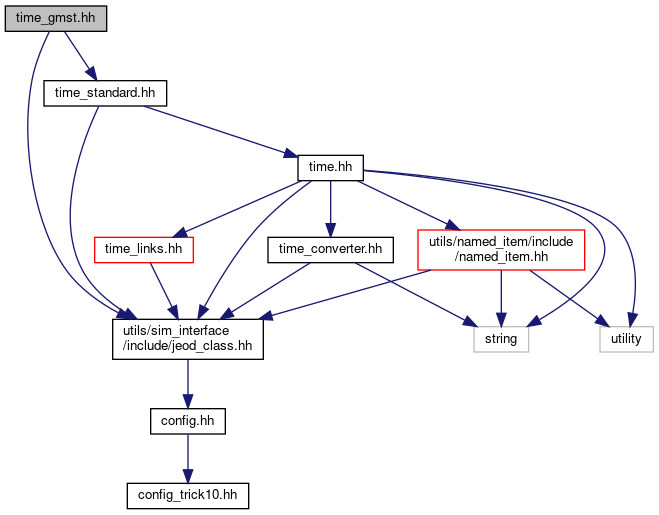 time_gmst.hh
time_standard.hh
time.hh
time_links.hh
time_converter.hh
utils/named_item/include
/named_item.hh
utils/sim_interface
/include/jeod_class.hh
string
utility
config.hh
config_trick10.hh